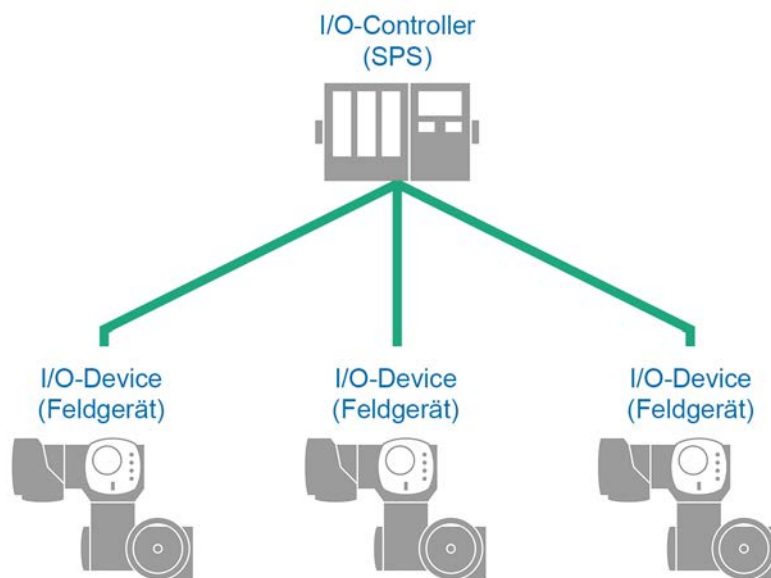 I/O-Controller
(SPS)
I/O-Device
(Feldgerät)
I/O-Device
(Feldgerät)
I/O-Device
(Feldgerät)